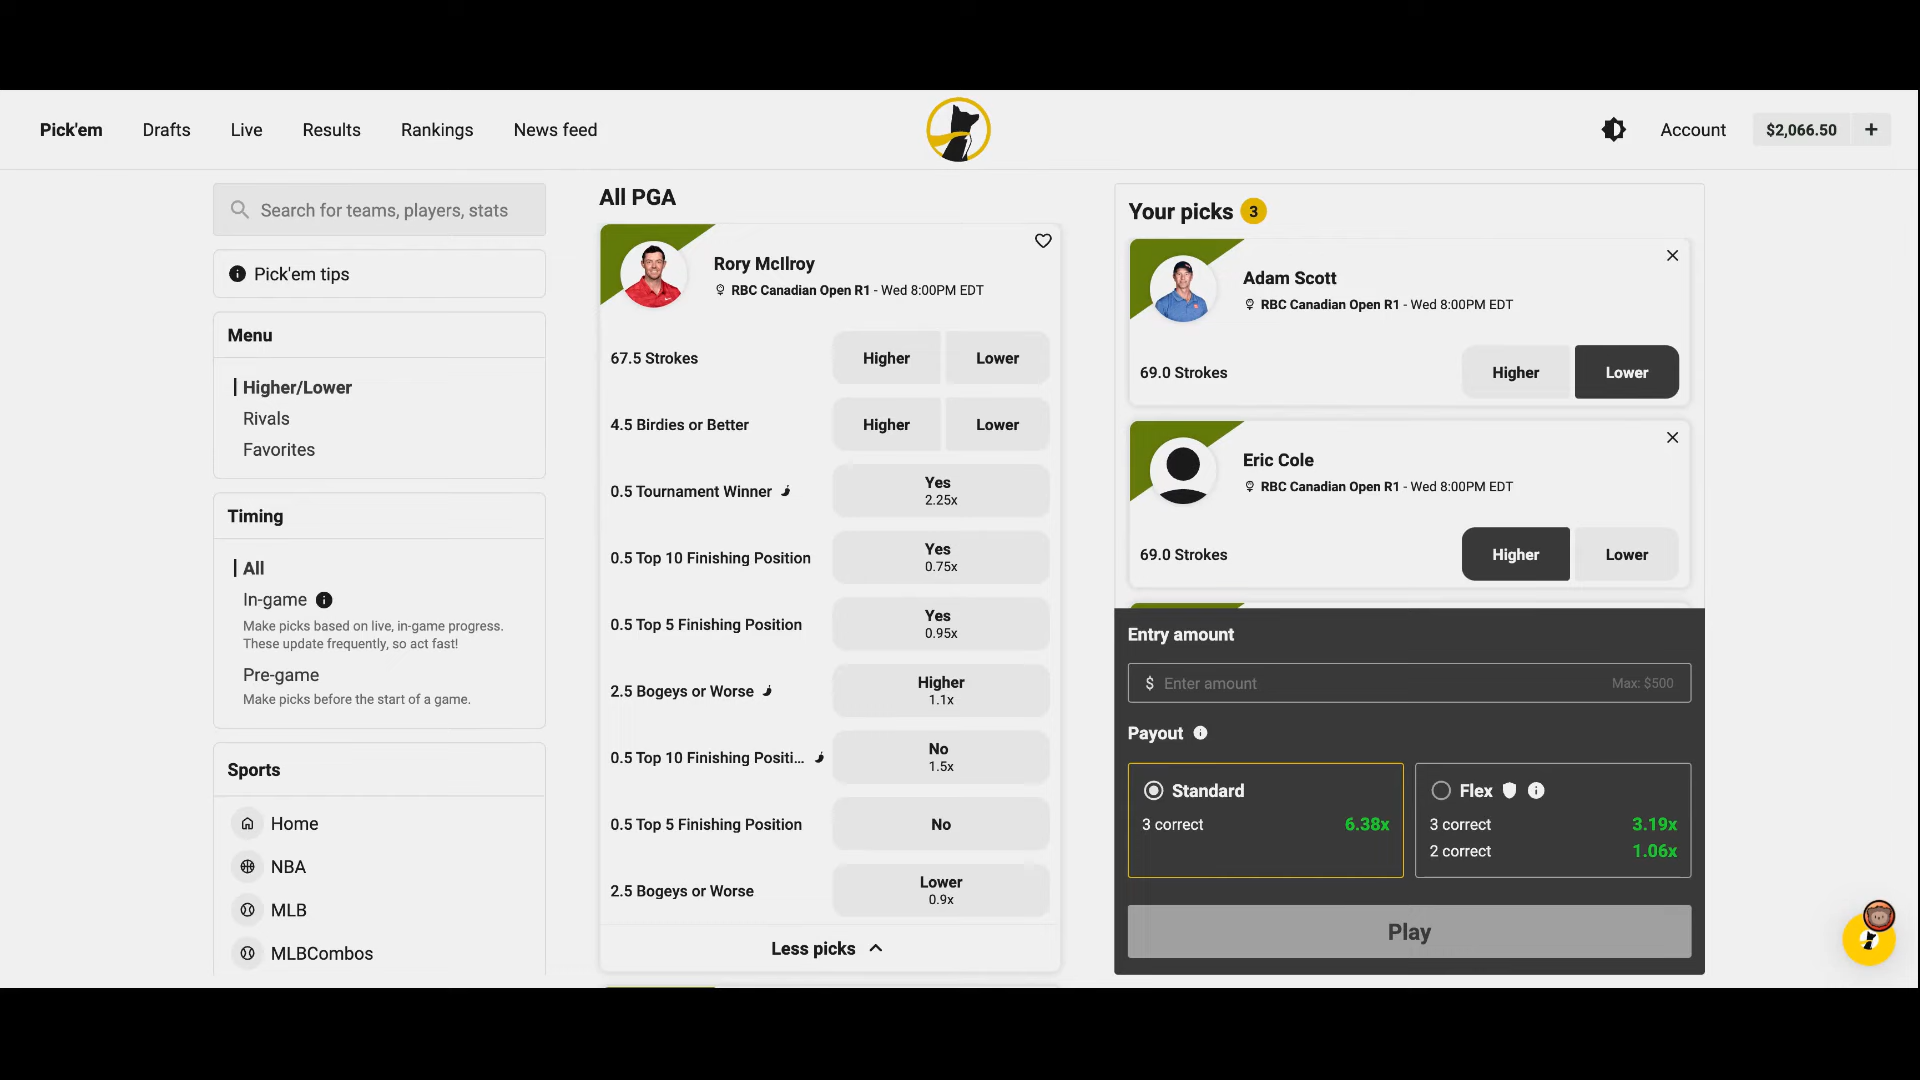 Pick'em
Drafts
Live
Results
Rankings
News feed
Account
$2,066.50
+
Search for teams, players, stats
Pick'em tips
Menu
Higher/Lower
Rivals
Favorites
Timing
All
In-game
Make picks based on live, in-game progress.
These update frequently, so act fast!
Pre-game
Make picks before the start of a game.
Sports
Home
NBA
MLB
MLBCombos
All PGA
Rory McIlroy
RBC Canadian Open R1 - Wed 8:00PM EDT
67.5 Strokes
Higher
Lower
4.5 Birdies or Better
Higher
Lower
0.5 Tournament Winner
Yes
2.25x
0.5 Top 10 Finishing Position
Yes
0.75x
0.5 Top 5 Finishing Position
Yes
0.95x
2.5 Bogeys or Worse
Higher
1.1x
0.5 Top 10 Finishing Positi...
No
1.5x
0.5 Top 5 Finishing Position
No
2.5 Bogeys or Worse
Lower
0.9x
Less picks
Your picks 3
Adam Scott
RBC Canadian Open R1 - Wed 8:00PM EDT
69.0 Strokes
Higher
Lower
Eric Cole
RBC Canadian Open R1 - Wed 8:00PM EDT
69.0 Strokes
Higher
Lower
Entry amount
$ Enter amount
Max: $500
Payout
Standard
3 correct 6.38x
Flex
3 correct 3.19x
2 correct 1.06x
Play